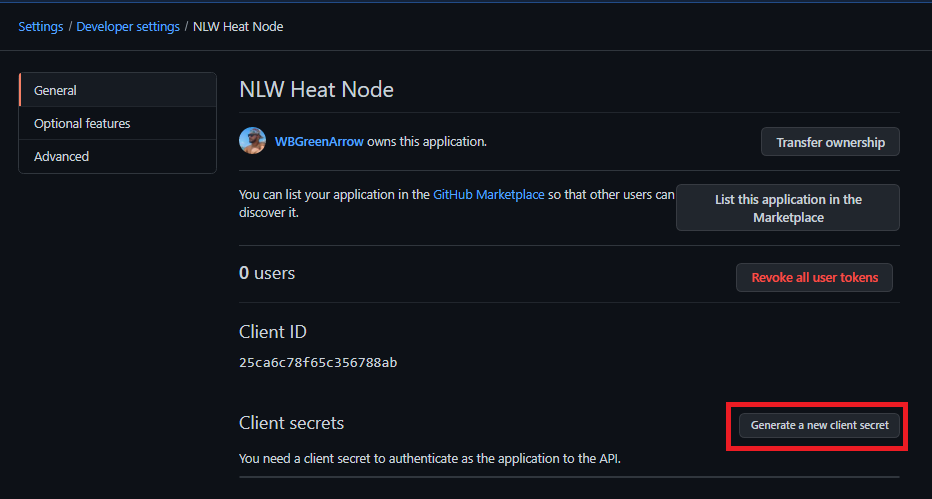 Settings / Developer settings / NLW Heat Node
General
Optional features
Advanced
NLW Heat Node
WBGreenArrow owns this application.
Transfer ownership
You can list your application in the GitHub Marketplace so that other users can
discover it.
List this application in the
Marketplace
0 users
Revoke all user tokens
Client ID
25ca6c78f65c356788ab
Client secrets
Generate a new client secret
You need a client secret to authenticate as the application to the API.